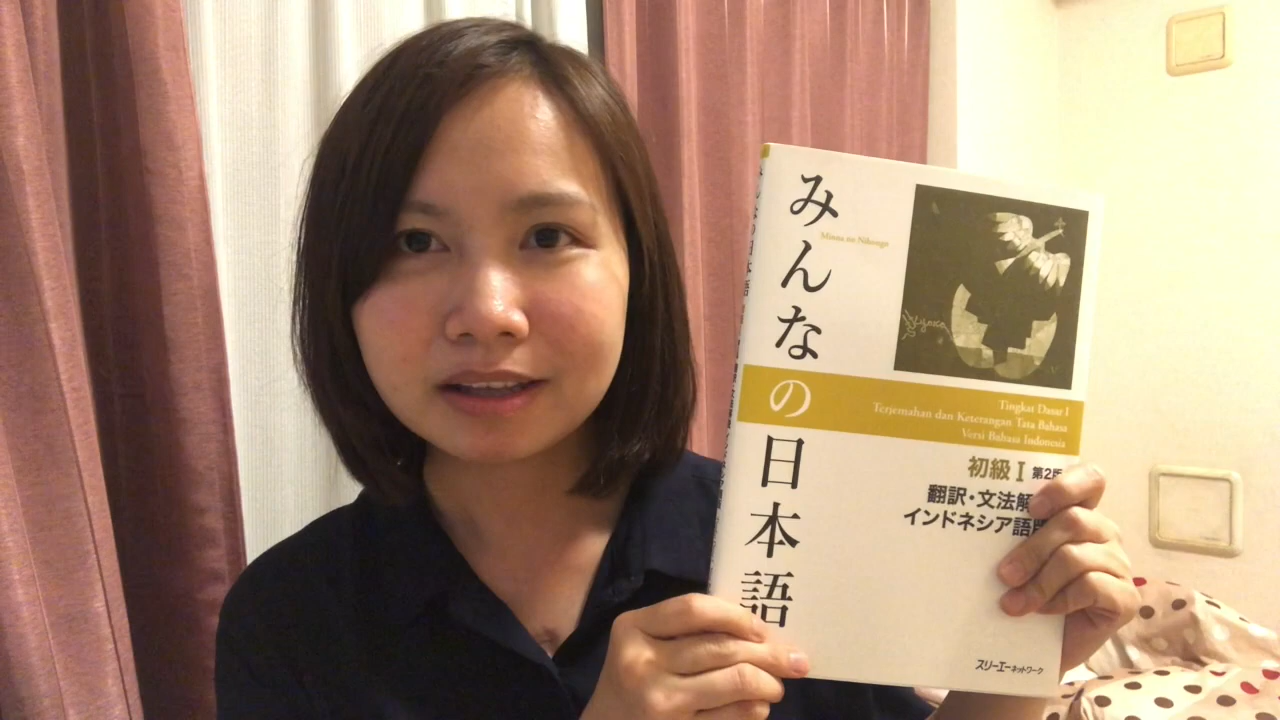 みんなの日本語
Minna no Nihongo
Tingkat Dasar I
Terjemahan dan Keterangan Tata Bahasa
Versi Bahasa Indonesia
初級 I 第2版
翻訳・文法解
インドネシア語版
スリーエーネットワーク